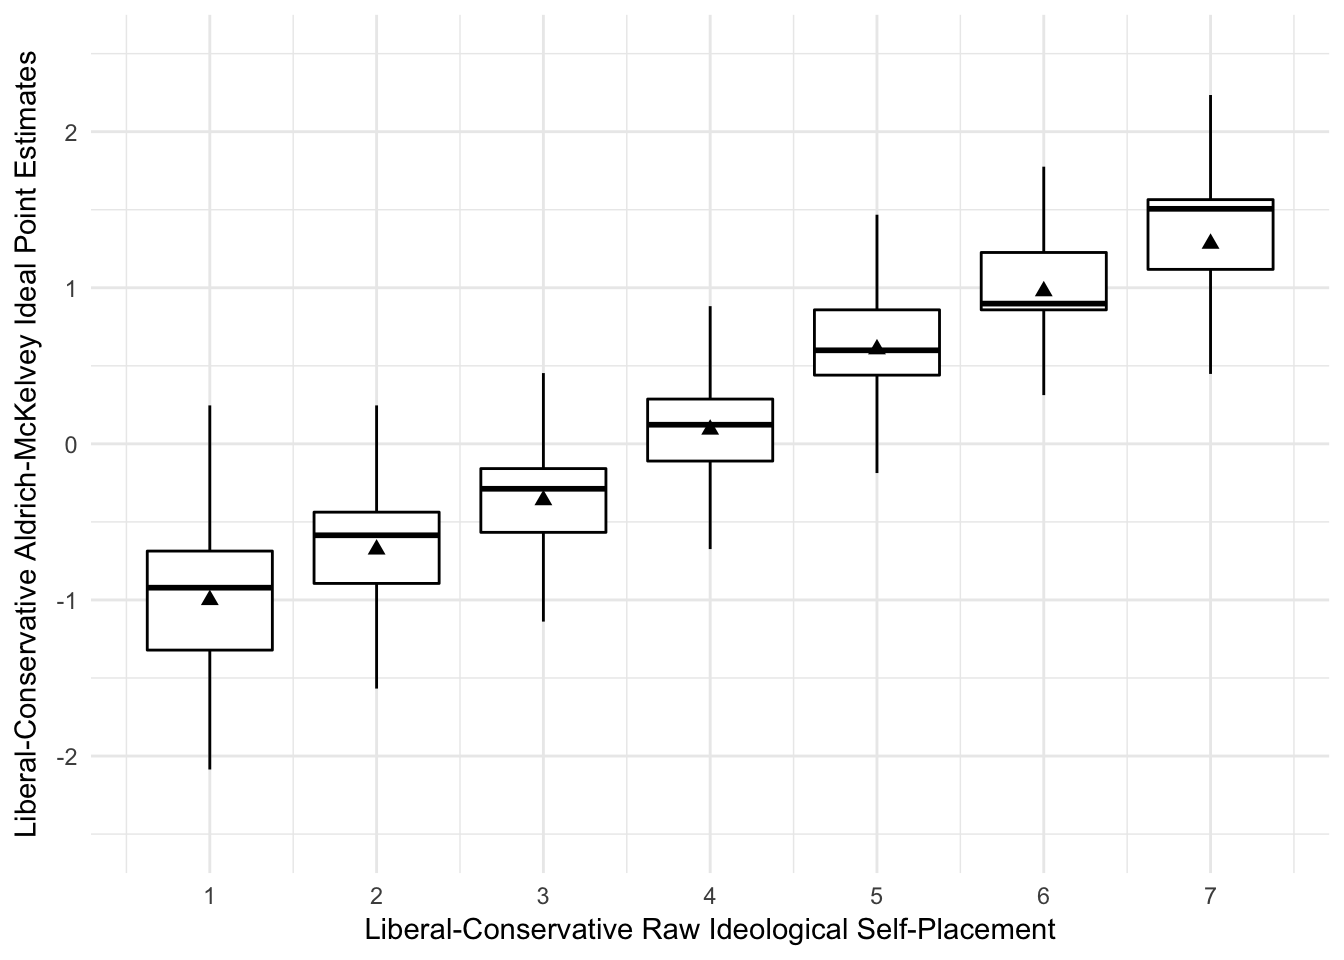 Liberal-Conservative Aldrich-McKelvey Ideal Point Estimates
2
1
0
-1
-2
1 2 3 4 5 6 7
Liberal-Conservative Raw Ideological Self-Placement